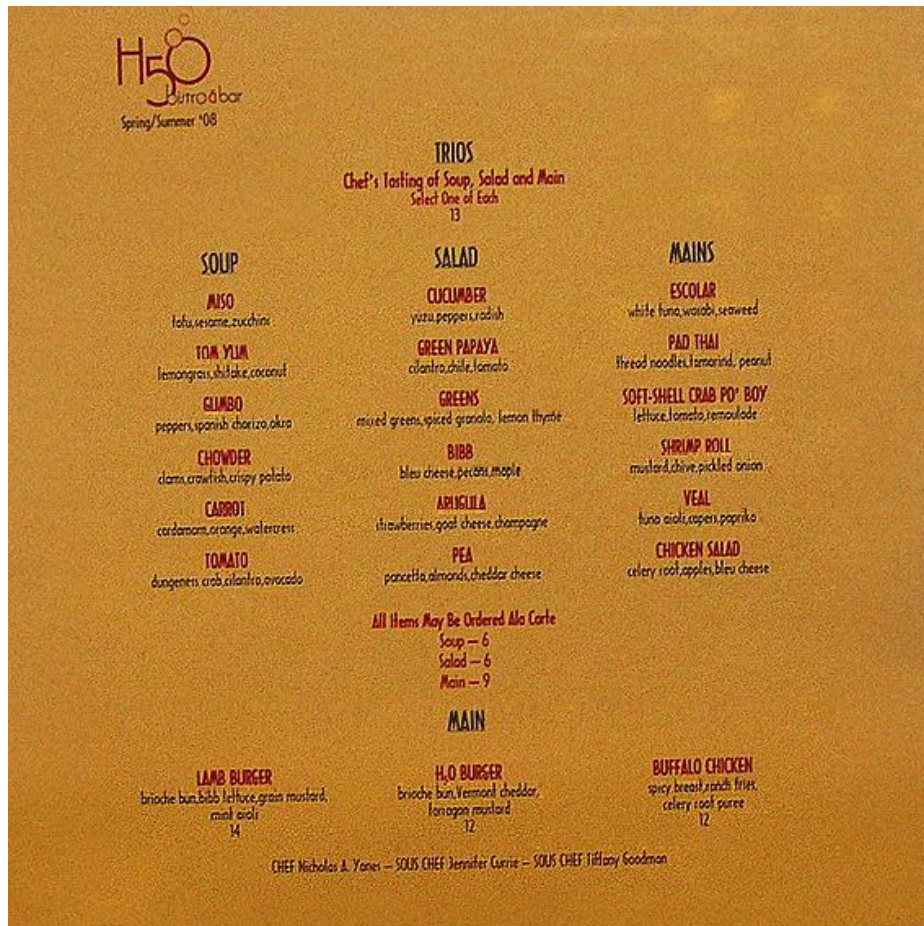 H5O
bistro & bar
Spring/Summer '08
TRIOS
Chef's Tasting of Soup, Salad and Main
Select One of Each
13
SOUP
MISO
tofu,sesame,zucchini
TOM YUM
lemongrass,shitake,coconut
GUMBO
peppers,spanish chorizo,okra
CHOWDER
clams,crawfish,crispy potato
CARROT
cardamom,orange,watercress
TOMATO
dungeness crab,cilantro,avocado
SALAD
CUCUMBER
yuzu,peppers,radish
GREEN PAPAYA
cilantro,chile,tomato
GREENS
mixed greens,spiced granola, lemon thyme
BIBB
bleu cheese,pecans,maple
ARUGULA
strawberries,goat cheese,champagne
PEA
pancetta,almonds,cheddar cheese
MAINS
ESCOLAR
white tuna,wasabi,seaweed
PAD THAI
thread noodles,tamarind, peanut
SOFT-SHELL CRAB PO' BOY
lettuce,tomato,remoulade
SHRIMP ROLL
mustard,chive,pickled onion
VEAL
tuna aioli,capers,paprika
CHICKEN SALAD
celery root,apples,bleu cheese
All Items May Be Ordered Ala Carte
Soup – 6
Salad – 6
Main – 9
MAIN
LAMB BURGER
brioche bun,bibb lettuce,grain mustard,
mint aioli
14
H2O BURGER
brioche bun,Vermont cheddar,
tarragon mustard
12
BUFFALO CHICKEN
spicy breast,ranch fries,
celery root puree
12
CHEF Nicholas A. Yanes – SOUS CHEF Jennifer Currie – SOUS CHEF Tiffany Goodman